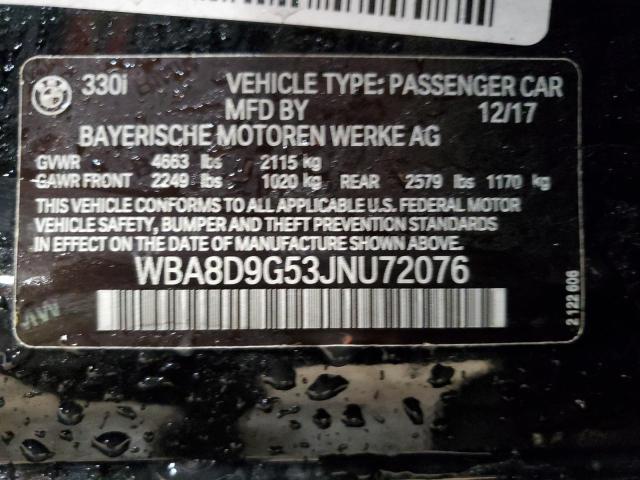 330i VEHICLE TYPE: PASSENGER CAR
MFD BY 12/17
BAYERISCHE MOTOREN WERKE AG
GVWR 4663 lbs 2115 kg
GAWR FRONT 2249 lbs 1020 kg REAR 2579 lbs 1170 kg
THIS VEHICLE CONFORMS TO ALL APPLICABLE U.S. FEDERAL MOTOR
VEHICLE SAFETY, BUMPER AND THEFT PREVENTION STANDARDS
IN EFFECT ON THE DATE OF MANUFACTURE SHOWN ABOVE.
WBA8D9G53JNU72076
2 122 606